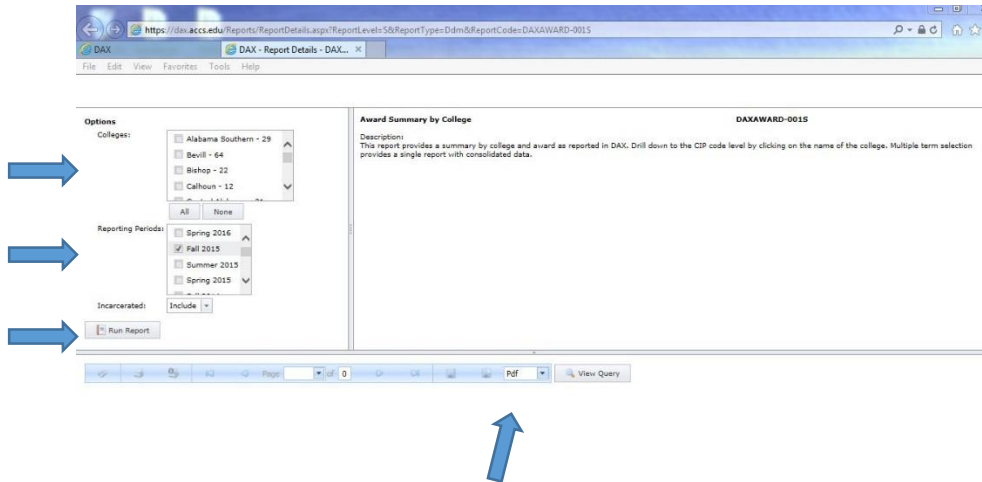 https://dax.accs.edu/Reports/ReportDetails.aspx?ReportLevel=5&ReportType=Ddm&ReportCode=DAXAWARD-001S
DAX
DAX - Report Details - DAX...
File Edit View Favorites Tools Help
Options
Colleges:
Alabama Southern - 29
Bevill - 64
Bishop - 22
Calhoun - 12
All None
Reporting Periods:
Spring 2016
Fall 2015
Summer 2015
Spring 2015
Incarcerated: Include
Run Report
Award Summary by College DAXAWARD-001S
Description:
This report provides a summary by college and award as reported in DAX. Drill down to the CIP code level by clicking on the name of the college. Multiple term selection
provides a single report with consolidated data.
Page of 0 Pdf View Query